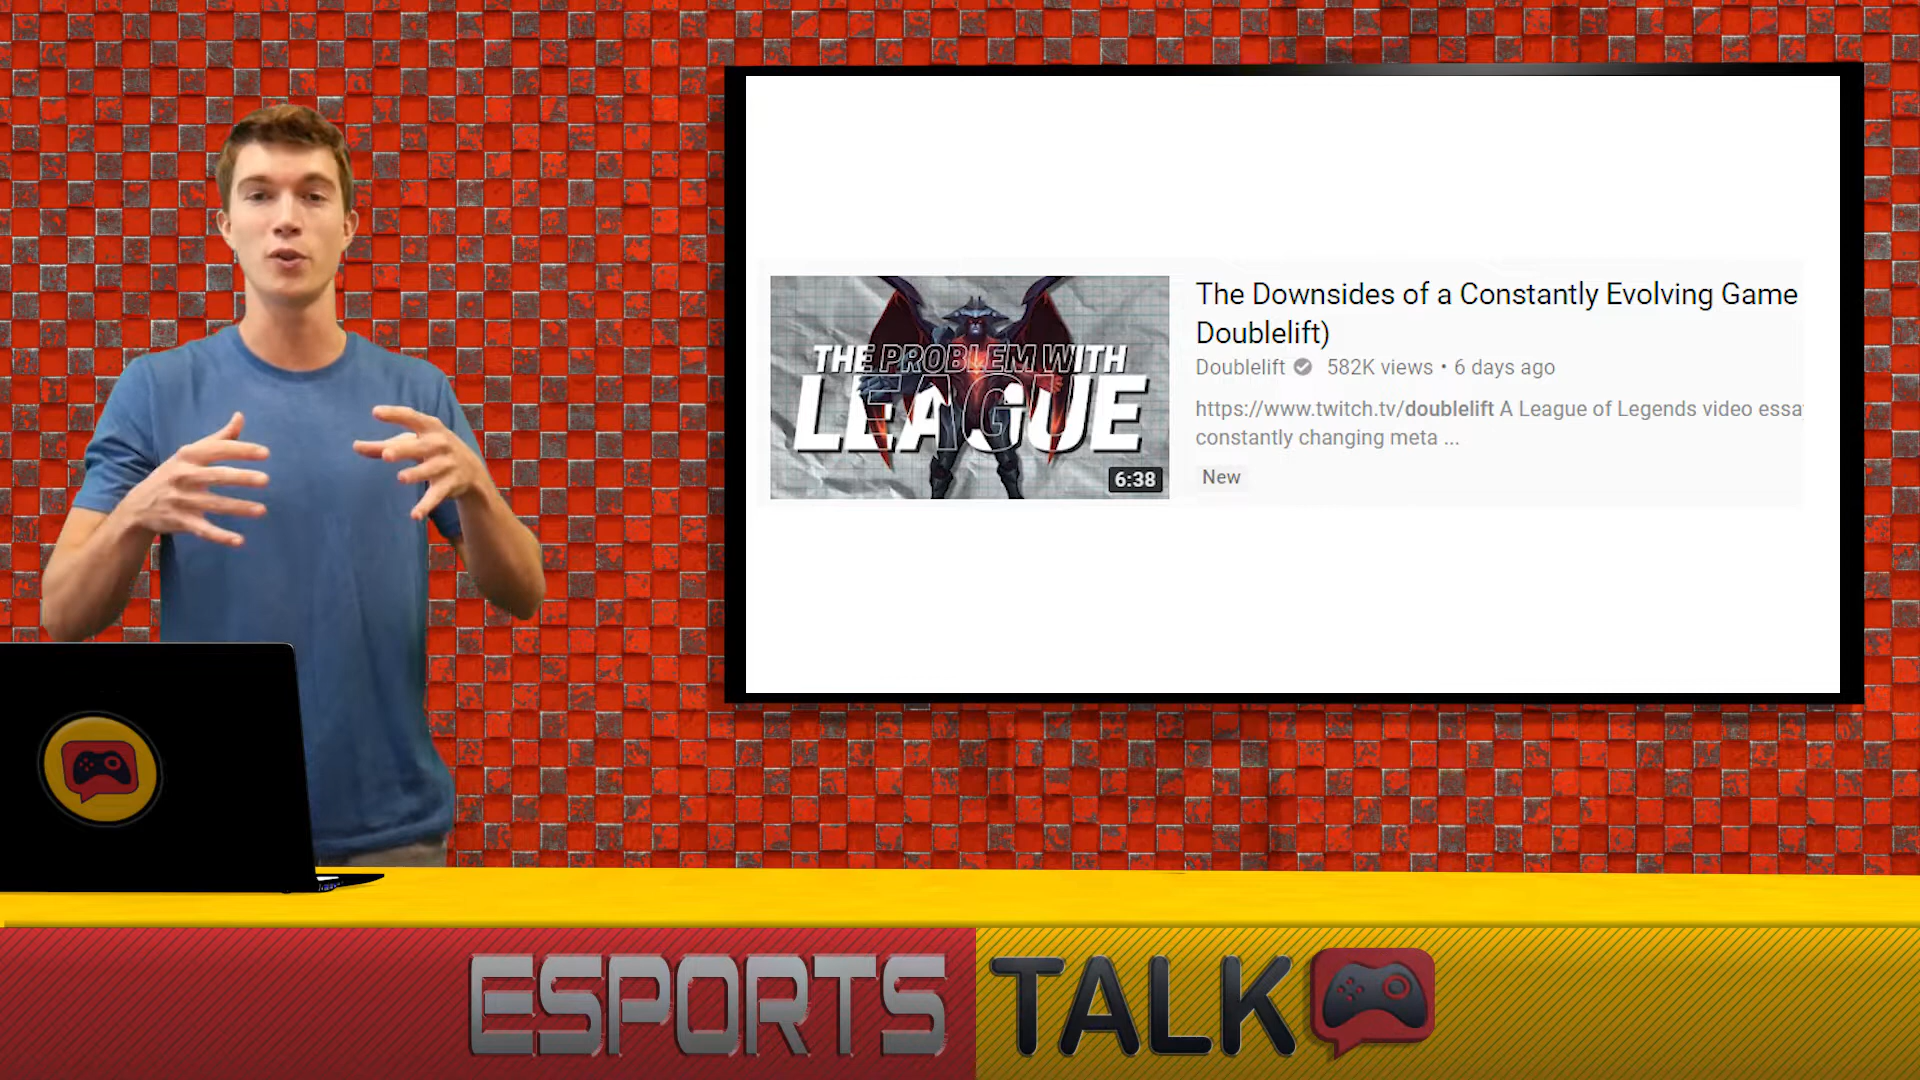 The Downsides of a Constantly Evolving Game
Doublelift)
Doublelift 582K views • 6 days ago
https://www.twitch.tv/doublelift A League of Legends video essa
constantly changing meta ...
New
THE PROBLEM WITH
LEAGUE
6:38
ESPORTS TALK